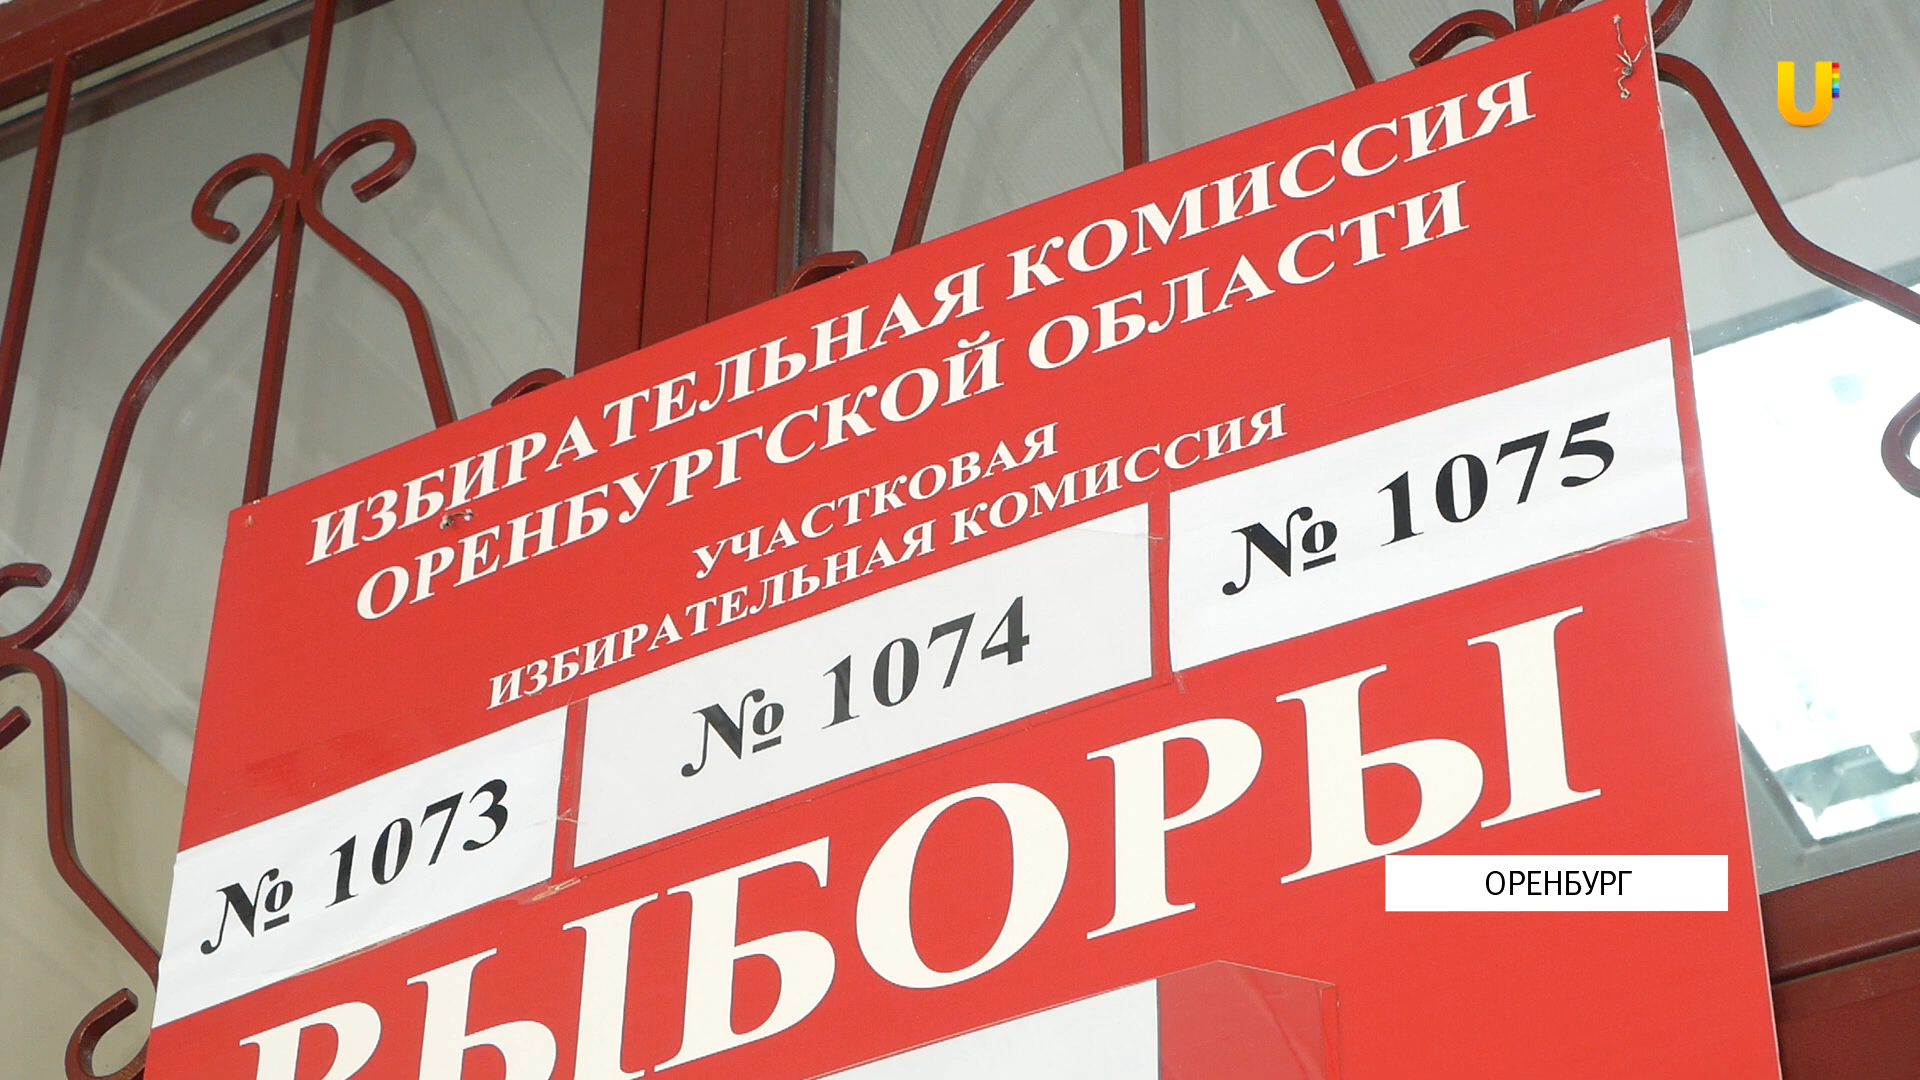 U
ИЗБИРАТЕЛЬНАЯ КОМИССИЯ
ОРЕНБУРГСКОЙ ОБЛАСТИ
УЧАСТКОВАЯ
ИЗБИРАТЕЛЬНАЯ КОМИССИЯ
№ 1073 № 1074 № 1075
ВЫБОРЫ
ОРЕНБУРГ